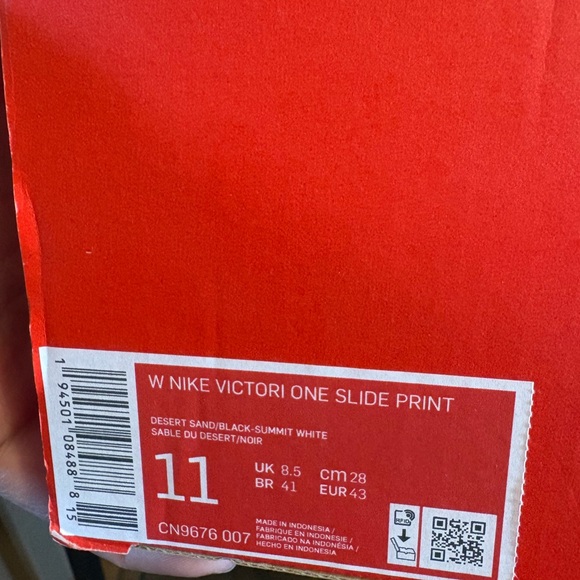 W NIKE VICTORI ONE SLIDE PRINT
DESERT SAND/BLACK-SUMMIT WHITE
SABLE DU DESERT/NOIR
11
UK 8.5 cm 28
BR 41 EUR 43
CN9676 007
MADE IN INDONESIA /
FABRIQUE EN INDONESIE /
FABRICADO NA INDONÉSIA /
HECHO EN INDONESIA
RFID
1 94501 08488 8 15